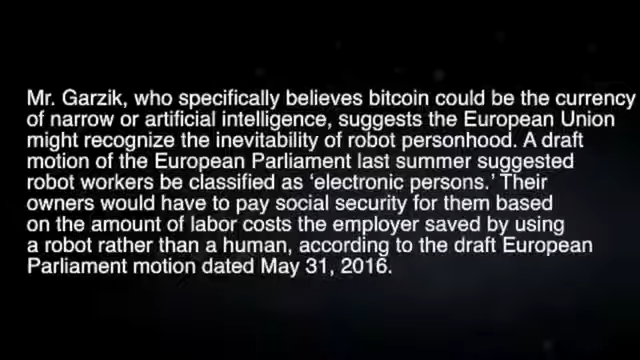 Mr. Garzik, who specifically believes bitcoin could be the currency
of narrow or artificial intelligence, suggests the European Union
might recognize the inevitability of robot personhood. A draft
motion of the European Parliament last summer suggested
robot workers be classified as ‘electronic persons.’ Their
owners would have to pay social security for them based
on the amount of labor costs the employer saved by using
a robot rather than a human, according to the draft European
Parliament motion dated May 31, 2016.